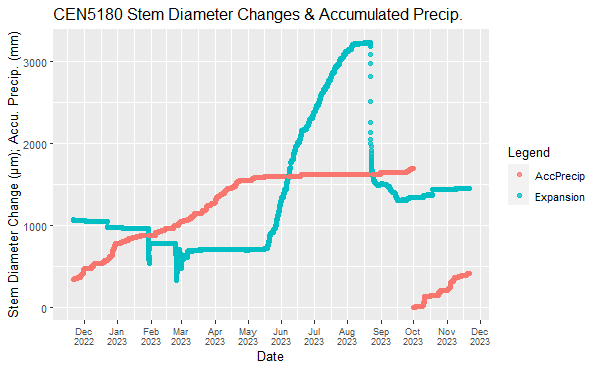 CEN5180 Stem Diameter Changes & Accumulated Precip.
Stem Diameter Change (µm); Accu. Precip. (mm)
3000
2000
1000
0
Dec Jan Feb Mar Apr May Jun Jul Aug Sep Oct Nov Dec
2022 2023 2023 2023 2023 2023 2023 2023 2023 2023 2023 2023 2023
Date
Legend
AccPrecip
Expansion